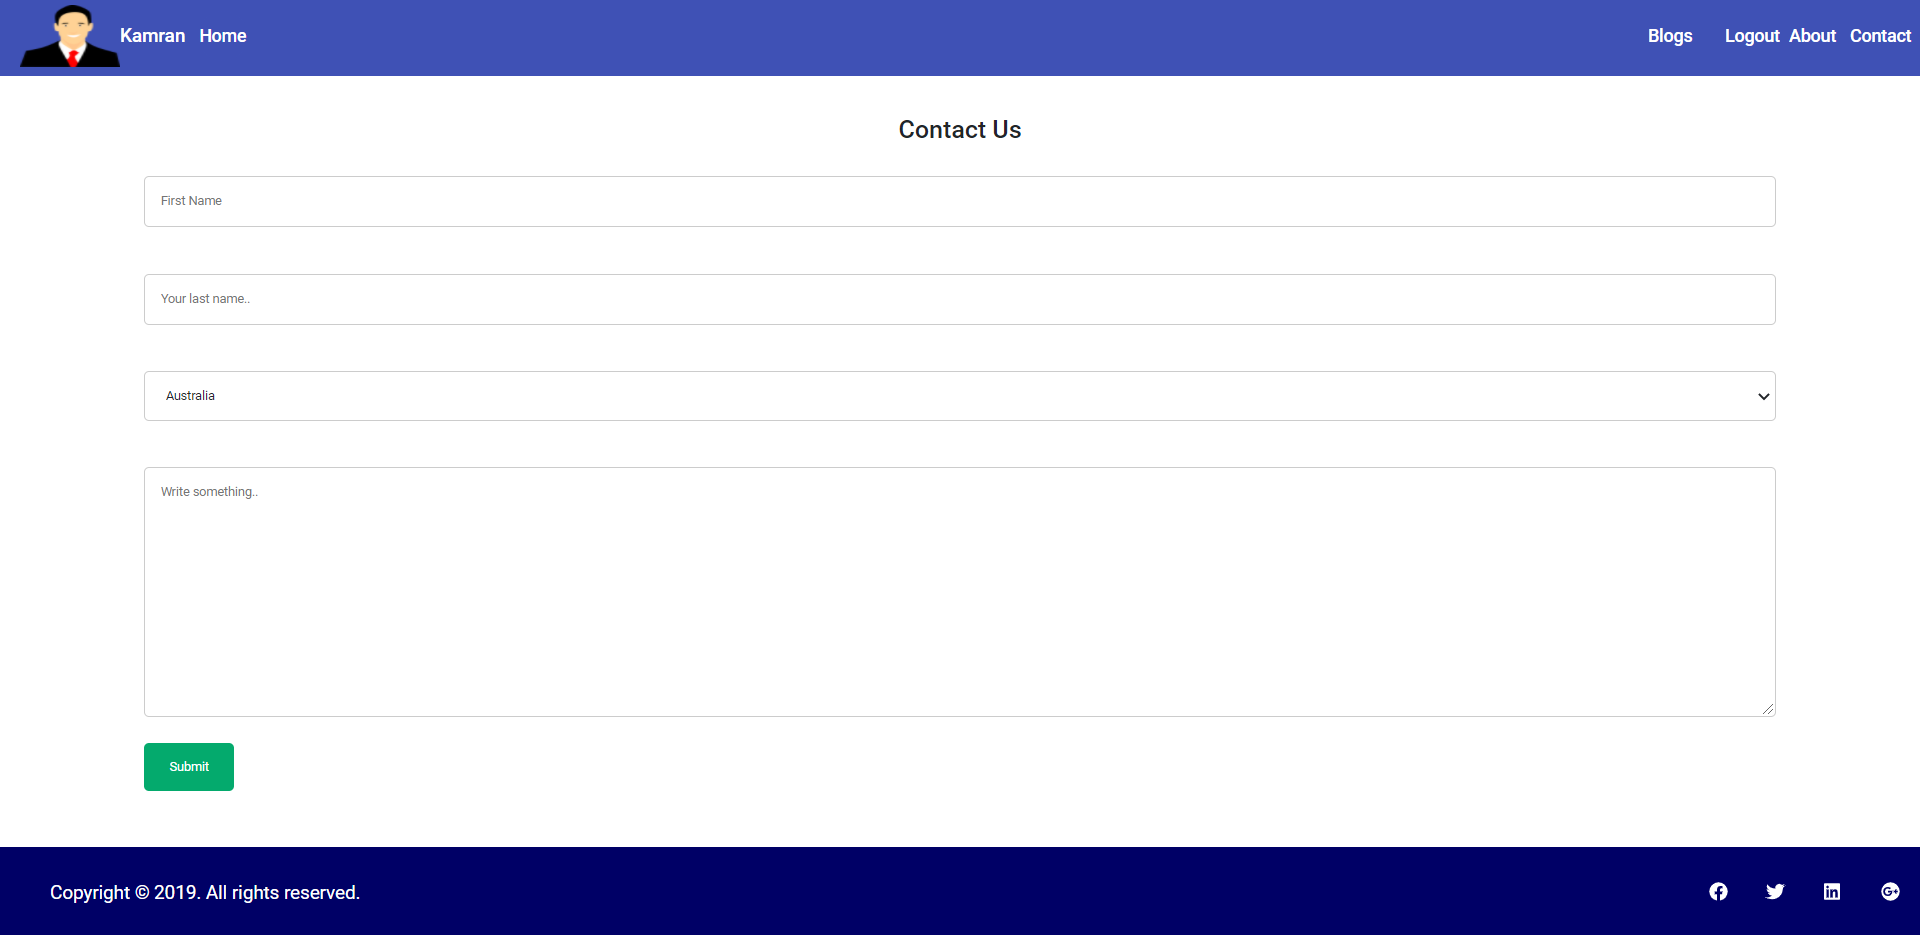 Kamran Home Blogs Logout About Contact
Contact Us
First Name
Your last name..
Australia
Write something..
Submit
Copyright © 2019. All rights reserved.